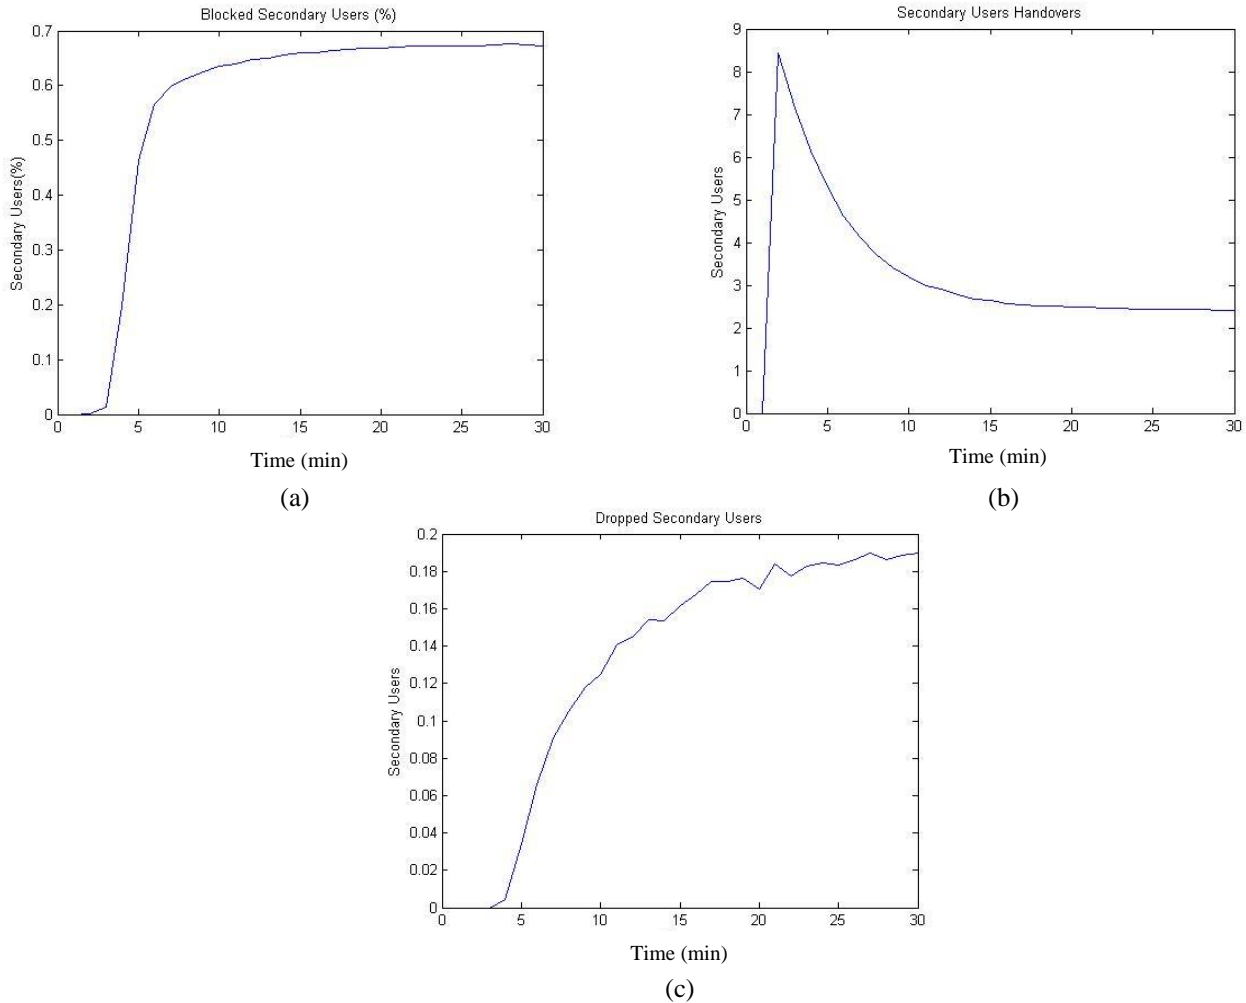 Blocked Secondary Users (%)
0.7
0.6
0.5
0.4
0.3
0.2
0.1
0
Secondary Users(%)
0 5 10 15 20 25 30
Time (min)
(a)
Secondary Users Handovers
9
8
7
6
5
4
3
2
1
0
Secondary Users
0 5 10 15 20 25 30
Time (min)
(b)
Dropped Secondary Users
0.2
0.18
0.16
0.14
0.12
0.1
0.08
0.06
0.04
0.02
0
Secondary Users
0 5 10 15 20 25 30
Time (min)
(c)